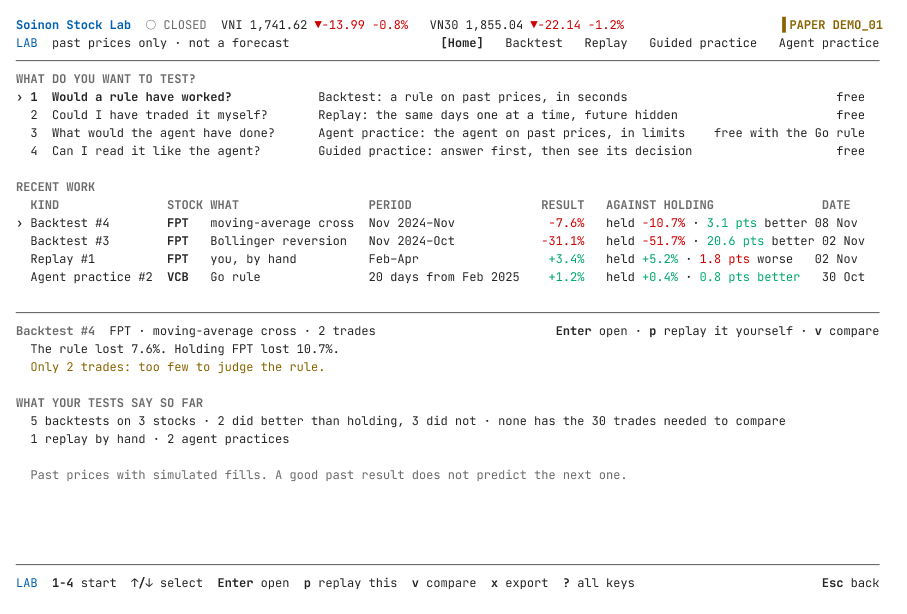 Soinon Stock Lab ○ CLOSED VNI 1,741.62 ▼-13.99 -0.8% VN30 1,855.04 ▼-22.14 -1.2% PAPER DEMO_01
LAB past prices only · not a forecast [Home] Backtest Replay Guided practice Agent practice
WHAT DO YOU WANT TO TEST?
› 1 Would a rule have worked? Backtest: a rule on past prices, in seconds free
2 Could I have traded it myself? Replay: the same days one at a time, future hidden free
3 What would the agent have done? Agent practice: the agent on past prices, in limits free with the Go rule
4 Can I read it like the agent? Guided practice: answer first, then see its decision free
RECENT WORK
KIND STOCK WHAT PERIOD RESULT AGAINST HOLDING DATE
› Backtest #4 FPT moving-average cross Nov 2024–Nov -7.6% held -10.7% · 3.1 pts better 08 Nov
Backtest #3 FPT Bollinger reversion Nov 2024–Oct -31.1% held -51.7% · 20.6 pts better 02 Nov
Replay #1 FPT you, by hand Feb–Apr +3.4% held +5.2% · 1.8 pts worse 02 Nov
Agent practice #2 VCB Go rule 20 days from Feb 2025 +1.2% held +0.4% · 0.8 pts better 30 Oct
Backtest #4 FPT · moving-average cross · 2 trades Enter open · p replay it yourself · v compare
The rule lost 7.6%. Holding FPT lost 10.7%.
Only 2 trades: too few to judge the rule.
WHAT YOUR TESTS SAY SO FAR
5 backtests on 3 stocks · 2 did better than holding, 3 did not · none has the 30 trades needed to compare
1 replay by hand · 2 agent practices
Past prices with simulated fills. A good past result does not predict the next one.
LAB 1-4 start ↑/↓ select Enter open p replay this v compare x export ? all keys Esc back